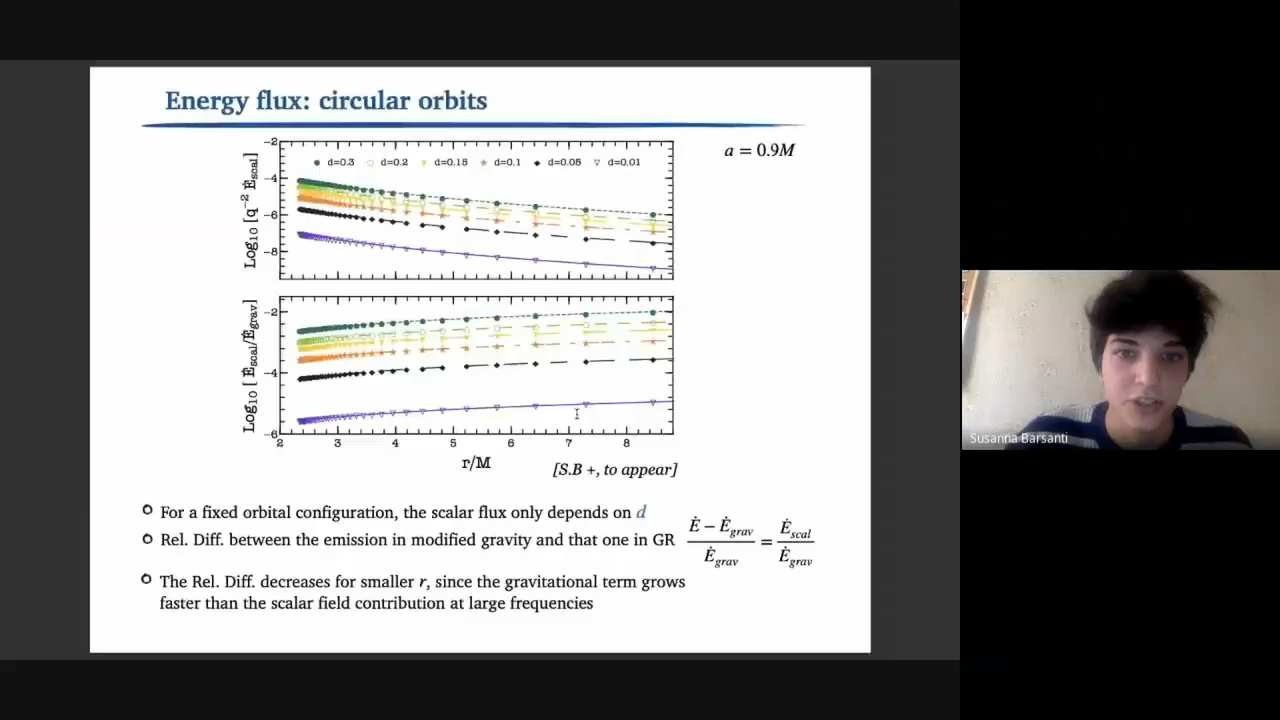 Energy flux: circular orbits
a = 0.9M
-2
d=0.3 d=0.2 d=0.15 d=0.1 d=0.05 d=0.01
-4
-6
-8
Log₁₀ [q⁻² Ė_scal]
-2
-4
-6
Log₁₀ [Ė_scal/Ė_grav]
2 3 4 5 6 7 8
r/M
[S.B +, to appear]
For a fixed orbital configuration, the scalar flux only depends on d
Rel. Diff. between the emission in modified gravity and that one in GR
(Ė − Ė_grav)/Ė_grav = Ė_scal/Ė_grav
The Rel. Diff. decreases for smaller r, since the gravitational term grows
faster than the scalar field contribution at large frequencies
Susanna Barsanti